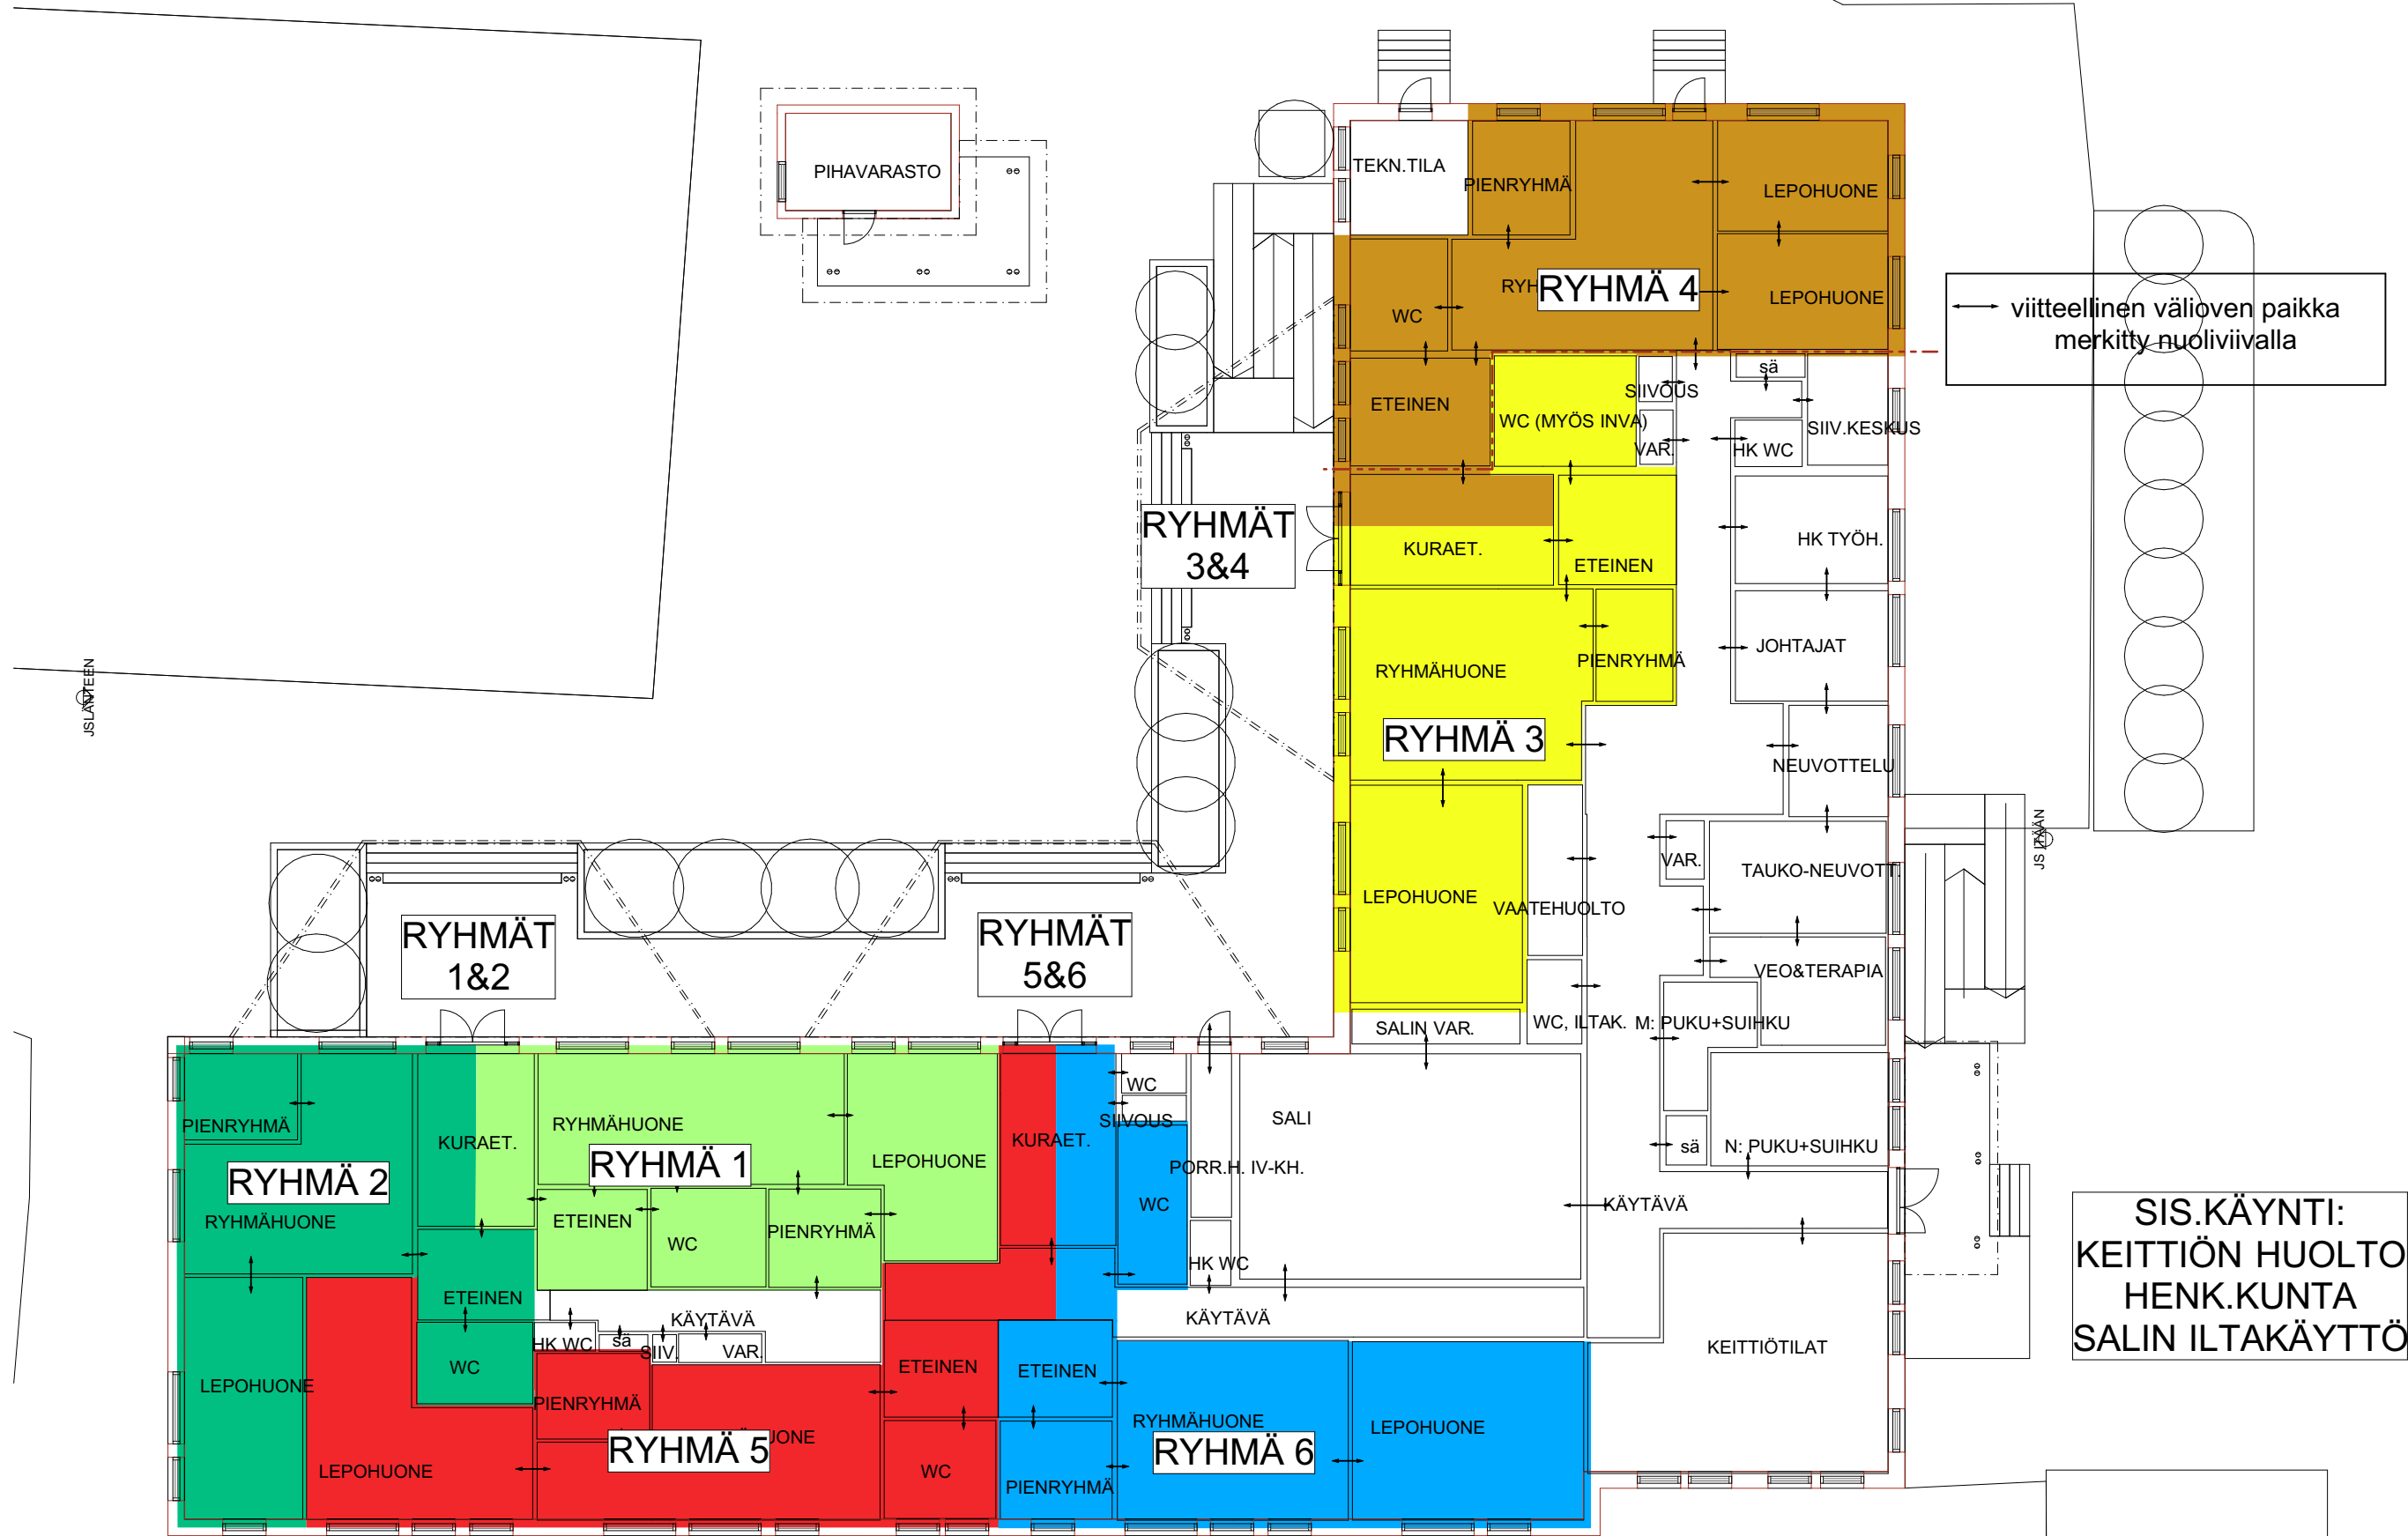 PIHAVARASTO
TEKN.TILA
PIENRYHMÄ
LEPOHUONE
RYH
RYHMÄ 4
LEPOHUONE
WC
viitteellinen välioven paikka
merkitty nuoliviivalla
ETEINEN
WC (MYÖS INVA)
SIIVOUS
VAR.
sä
HK WC
SIIV.KESKUS
RYHMÄT
3&4
KURAET.
ETEINEN
HK TYÖH.
JOHTAJAT
RYHMÄHUONE
PIENRYHMÄ
RYHMÄ 3
NEUVOTTELU
JSLÄNTEEN
JS ITÄÄN
VAR.
TAUKO-NEUVOTT.
LEPOHUONE
VAATEHUOLTO
RYHMÄT
1&2
RYHMÄT
5&6
VEO&TERAPIA
SALIN VAR.
WC, ILTAK.
M: PUKU+SUIHKU
PIENRYHMÄ
KURAET.
RYHMÄHUONE
RYHMÄ 1
LEPOHUONE
KURAET.
WC
SIIVOUS
SALI
sä
N: PUKU+SUIHKU
RYHMÄ 2
RYHMÄHUONE
PORR.H. IV-KH.
WC
KÄYTÄVÄ
ETEINEN
WC
PIENRYHMÄ
HK WC
SIS.KÄYNTI:
KEITTIÖN HUOLTO
HENK.KUNTA
SALIN ILTAKÄYTTÖ
ETEINEN
KÄYTÄVÄ
KÄYTÄVÄ
HK WC
sä
SIIV.
VAR.
KEITTIÖTILAT
LEPOHUONE
WC
ETEINEN
ETEINEN
PIENRYHMÄ
RYHMÄHUONE
LEPOHUONE
UONE
RYHMÄ 5
RYHMÄ 6
LEPOHUONE
WC
PIENRYHMÄ